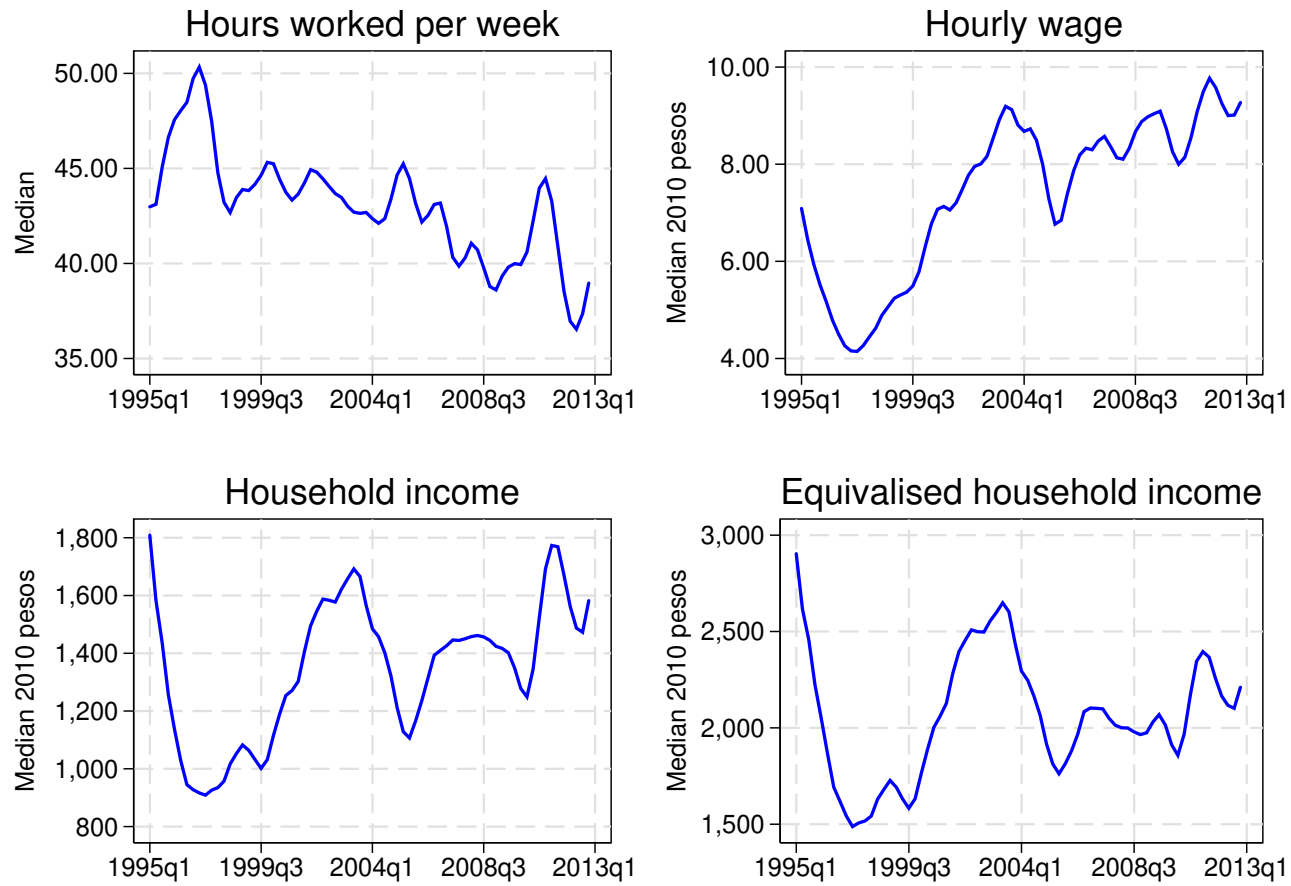 Hours worked per week
Median
50.00
45.00
40.00
35.00
1995q1 1999q3 2004q1 2008q3 2013q1
Hourly wage
Median 2010 pesos
10.00
8.00
6.00
4.00
1995q1 1999q3 2004q1 2008q3 2013q1
Household income
Median 2010 pesos
1,800
1,600
1,400
1,200
1,000
800
1995q1 1999q3 2004q1 2008q3 2013q1
Equivalised household income
Median 2010 pesos
3,000
2,500
2,000
1,500
1995q1 1999q3 2004q1 2008q3 2013q1